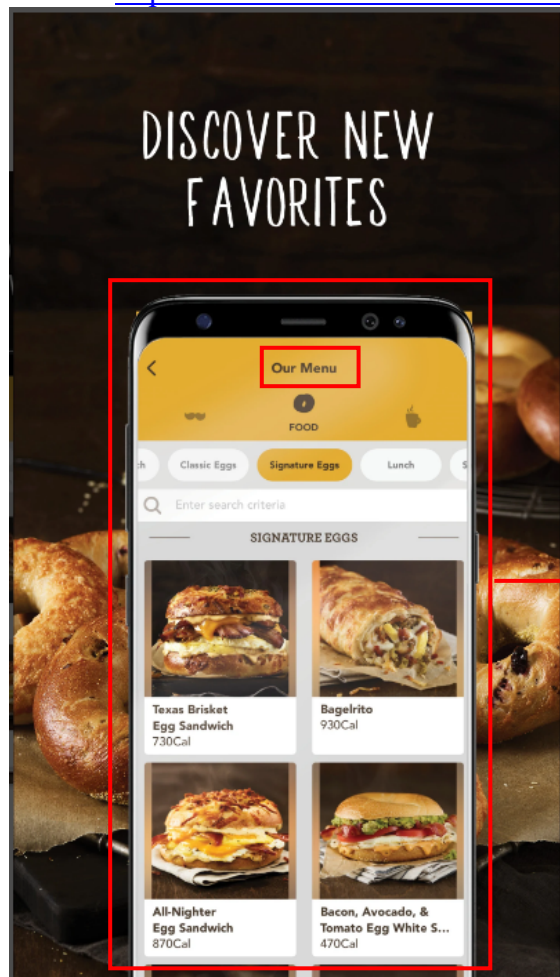 DISCOVER NEW
FAVORITES
Our Menu
FOOD
Classic Eggs
Signature Eggs
Lunch
S
Enter search criteria
SIGNATURE EGGS
Texas Brisket
Egg Sandwich
730Cal
Bagelrito
930Cal
All-Nighter
Egg Sandwich
870Cal
Bacon, Avocado, &
Tomato Egg White S...
470Cal